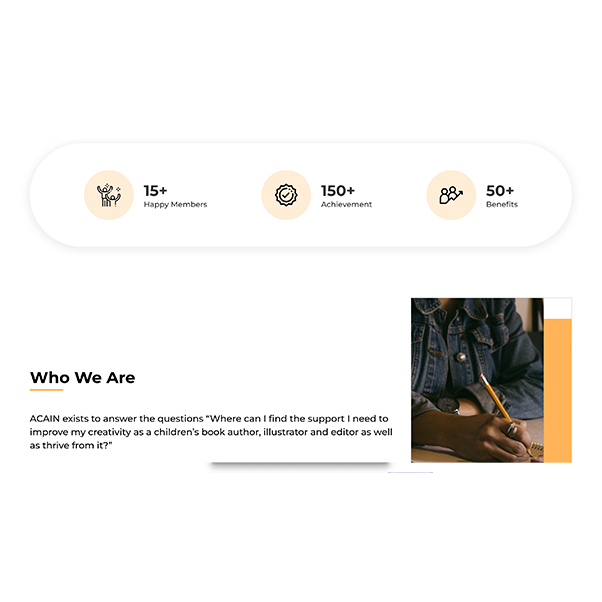 15+
Happy Members
150+
Achievement
50+
Benefits
Who We Are
ACAIN exists to answer the questions “Where can I find the support I need to
improve my creativity as a children’s book author, illustrator and editor as well
as thrive from it?”